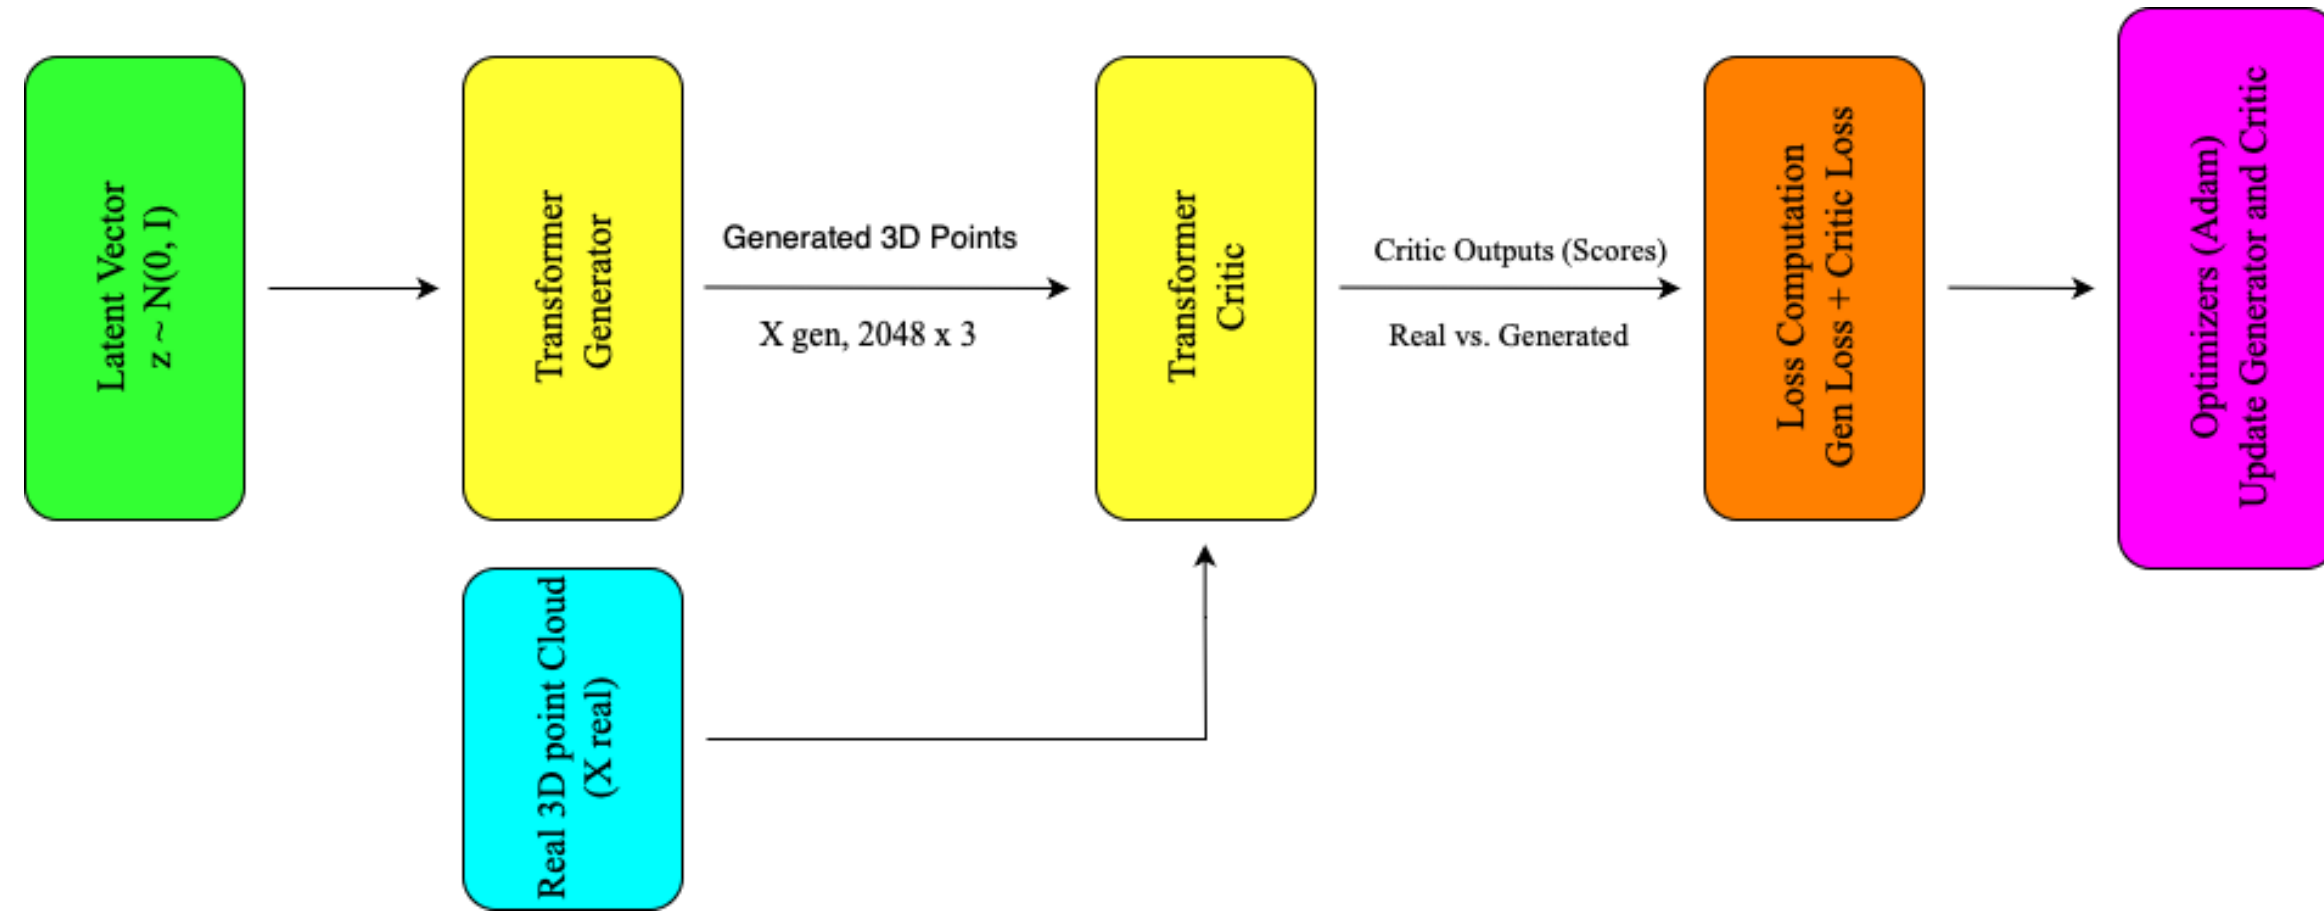 Latent Vector
z ~ N(0, I)
Transformer
Generator
Generated 3D Points
X gen, 2048 x 3
Real 3D point Cloud
(X real)
Transformer
Critic
Critic Outputs (Scores)
Real vs. Generated
Loss Computation
Gen Loss + Critic Loss
Optimizers (Adam)
Update Generator and Critic